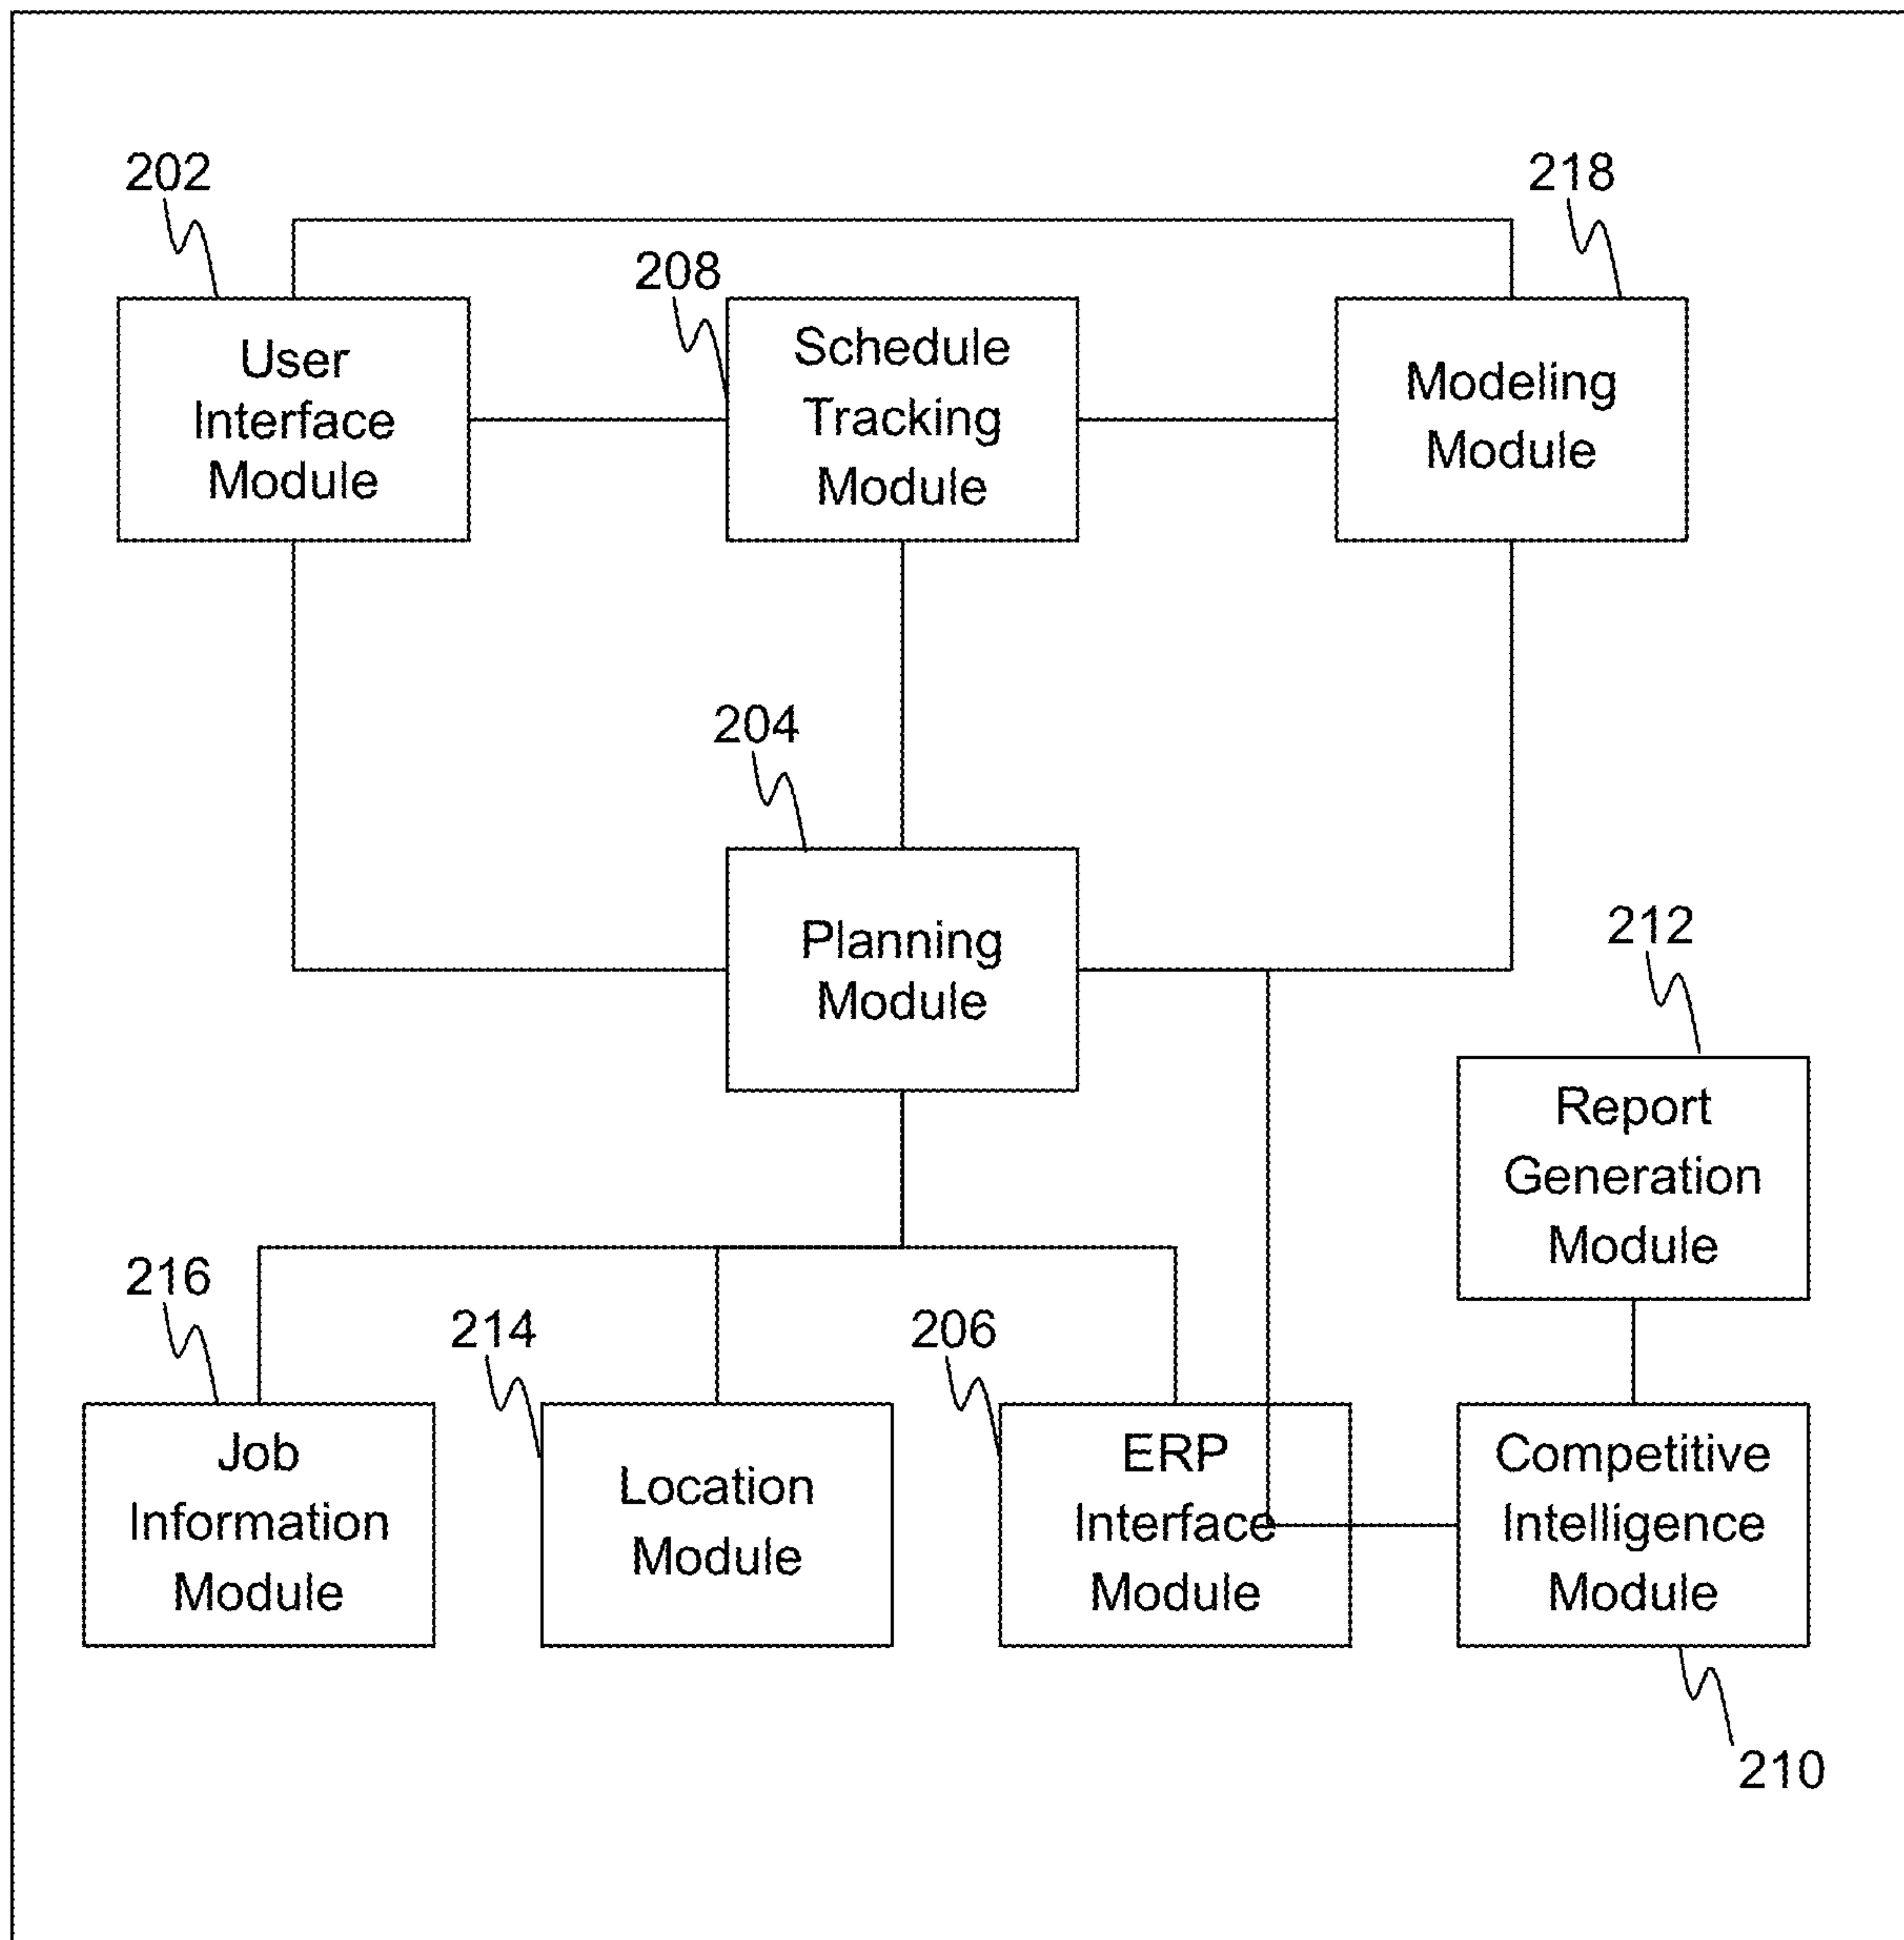 202
218
208
User
Interface
Module
Schedule
Tracking
Module
Modeling
Module
204
Planning
Module
212
Report
Generation
Module
216
214
206
Job
Information
Module
Location
Module
ERP
Interface
Module
Competitive
Intelligence
Module
210